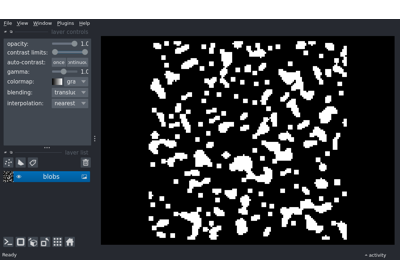 File View Window Plugins Help
layer controls
opacity: 1.0
contrast limits:
auto-contrast: once
gamma: 1.0
colormap: gra
blending: translu
interpolation: nearest
layer list
blobs
Ready activity